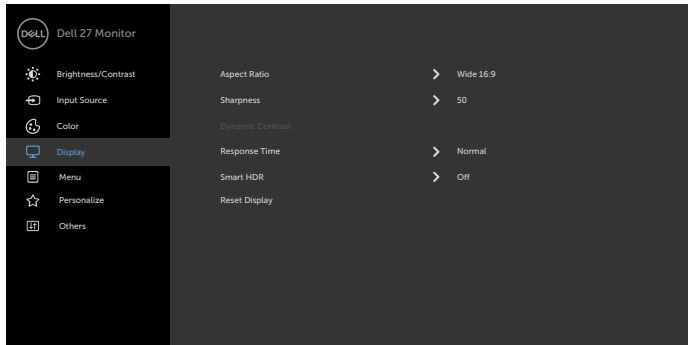 DELL Dell 27 Monitor
Brightness/Contrast
Input Source
Color
Display
Menu
Personalize
Others
Aspect Ratio Wide 16:9
Sharpness 50
Dynamic Contrast
Response Time Normal
Smart HDR Off
Reset Display